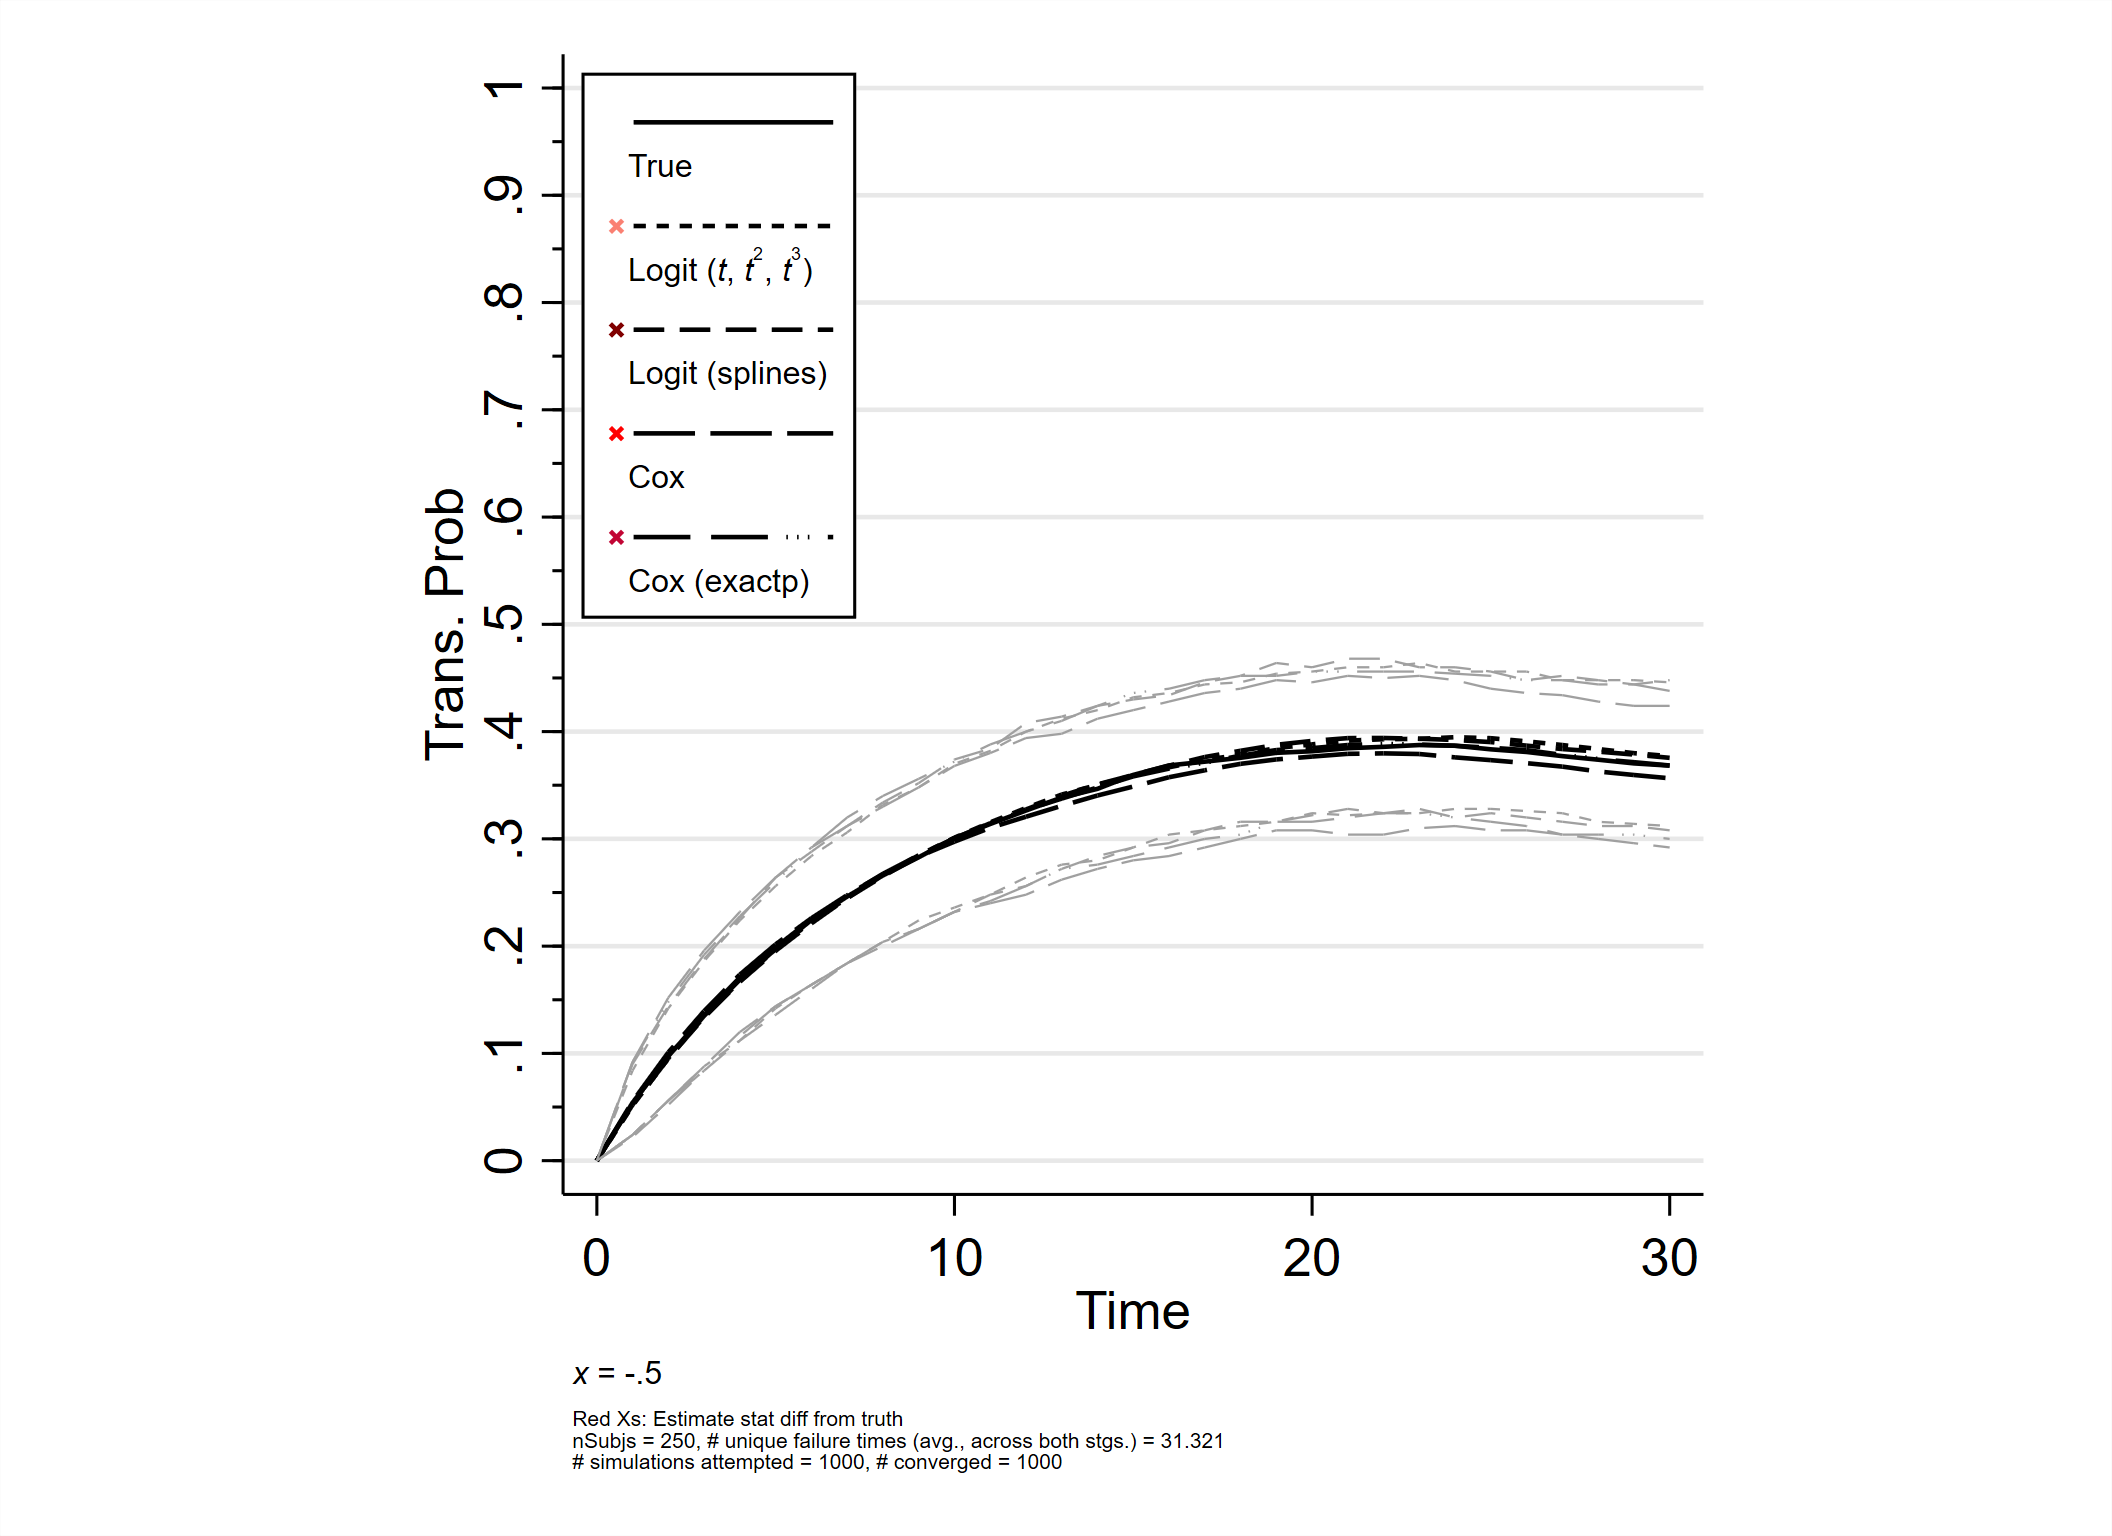 True
Logit (t, t², t³)
Logit (splines)
Cox
Cox (exactp)
Trans. Prob
1
.9
.8
.7
.6
.5
.4
.3
.2
.1
0
0 10 20 30
Time
x = -.5
Red Xs: Estimate stat diff from truth
nSubjs = 250, # unique failure times (avg., across both stgs.) = 31.321
# simulations attempted = 1000, # converged = 1000